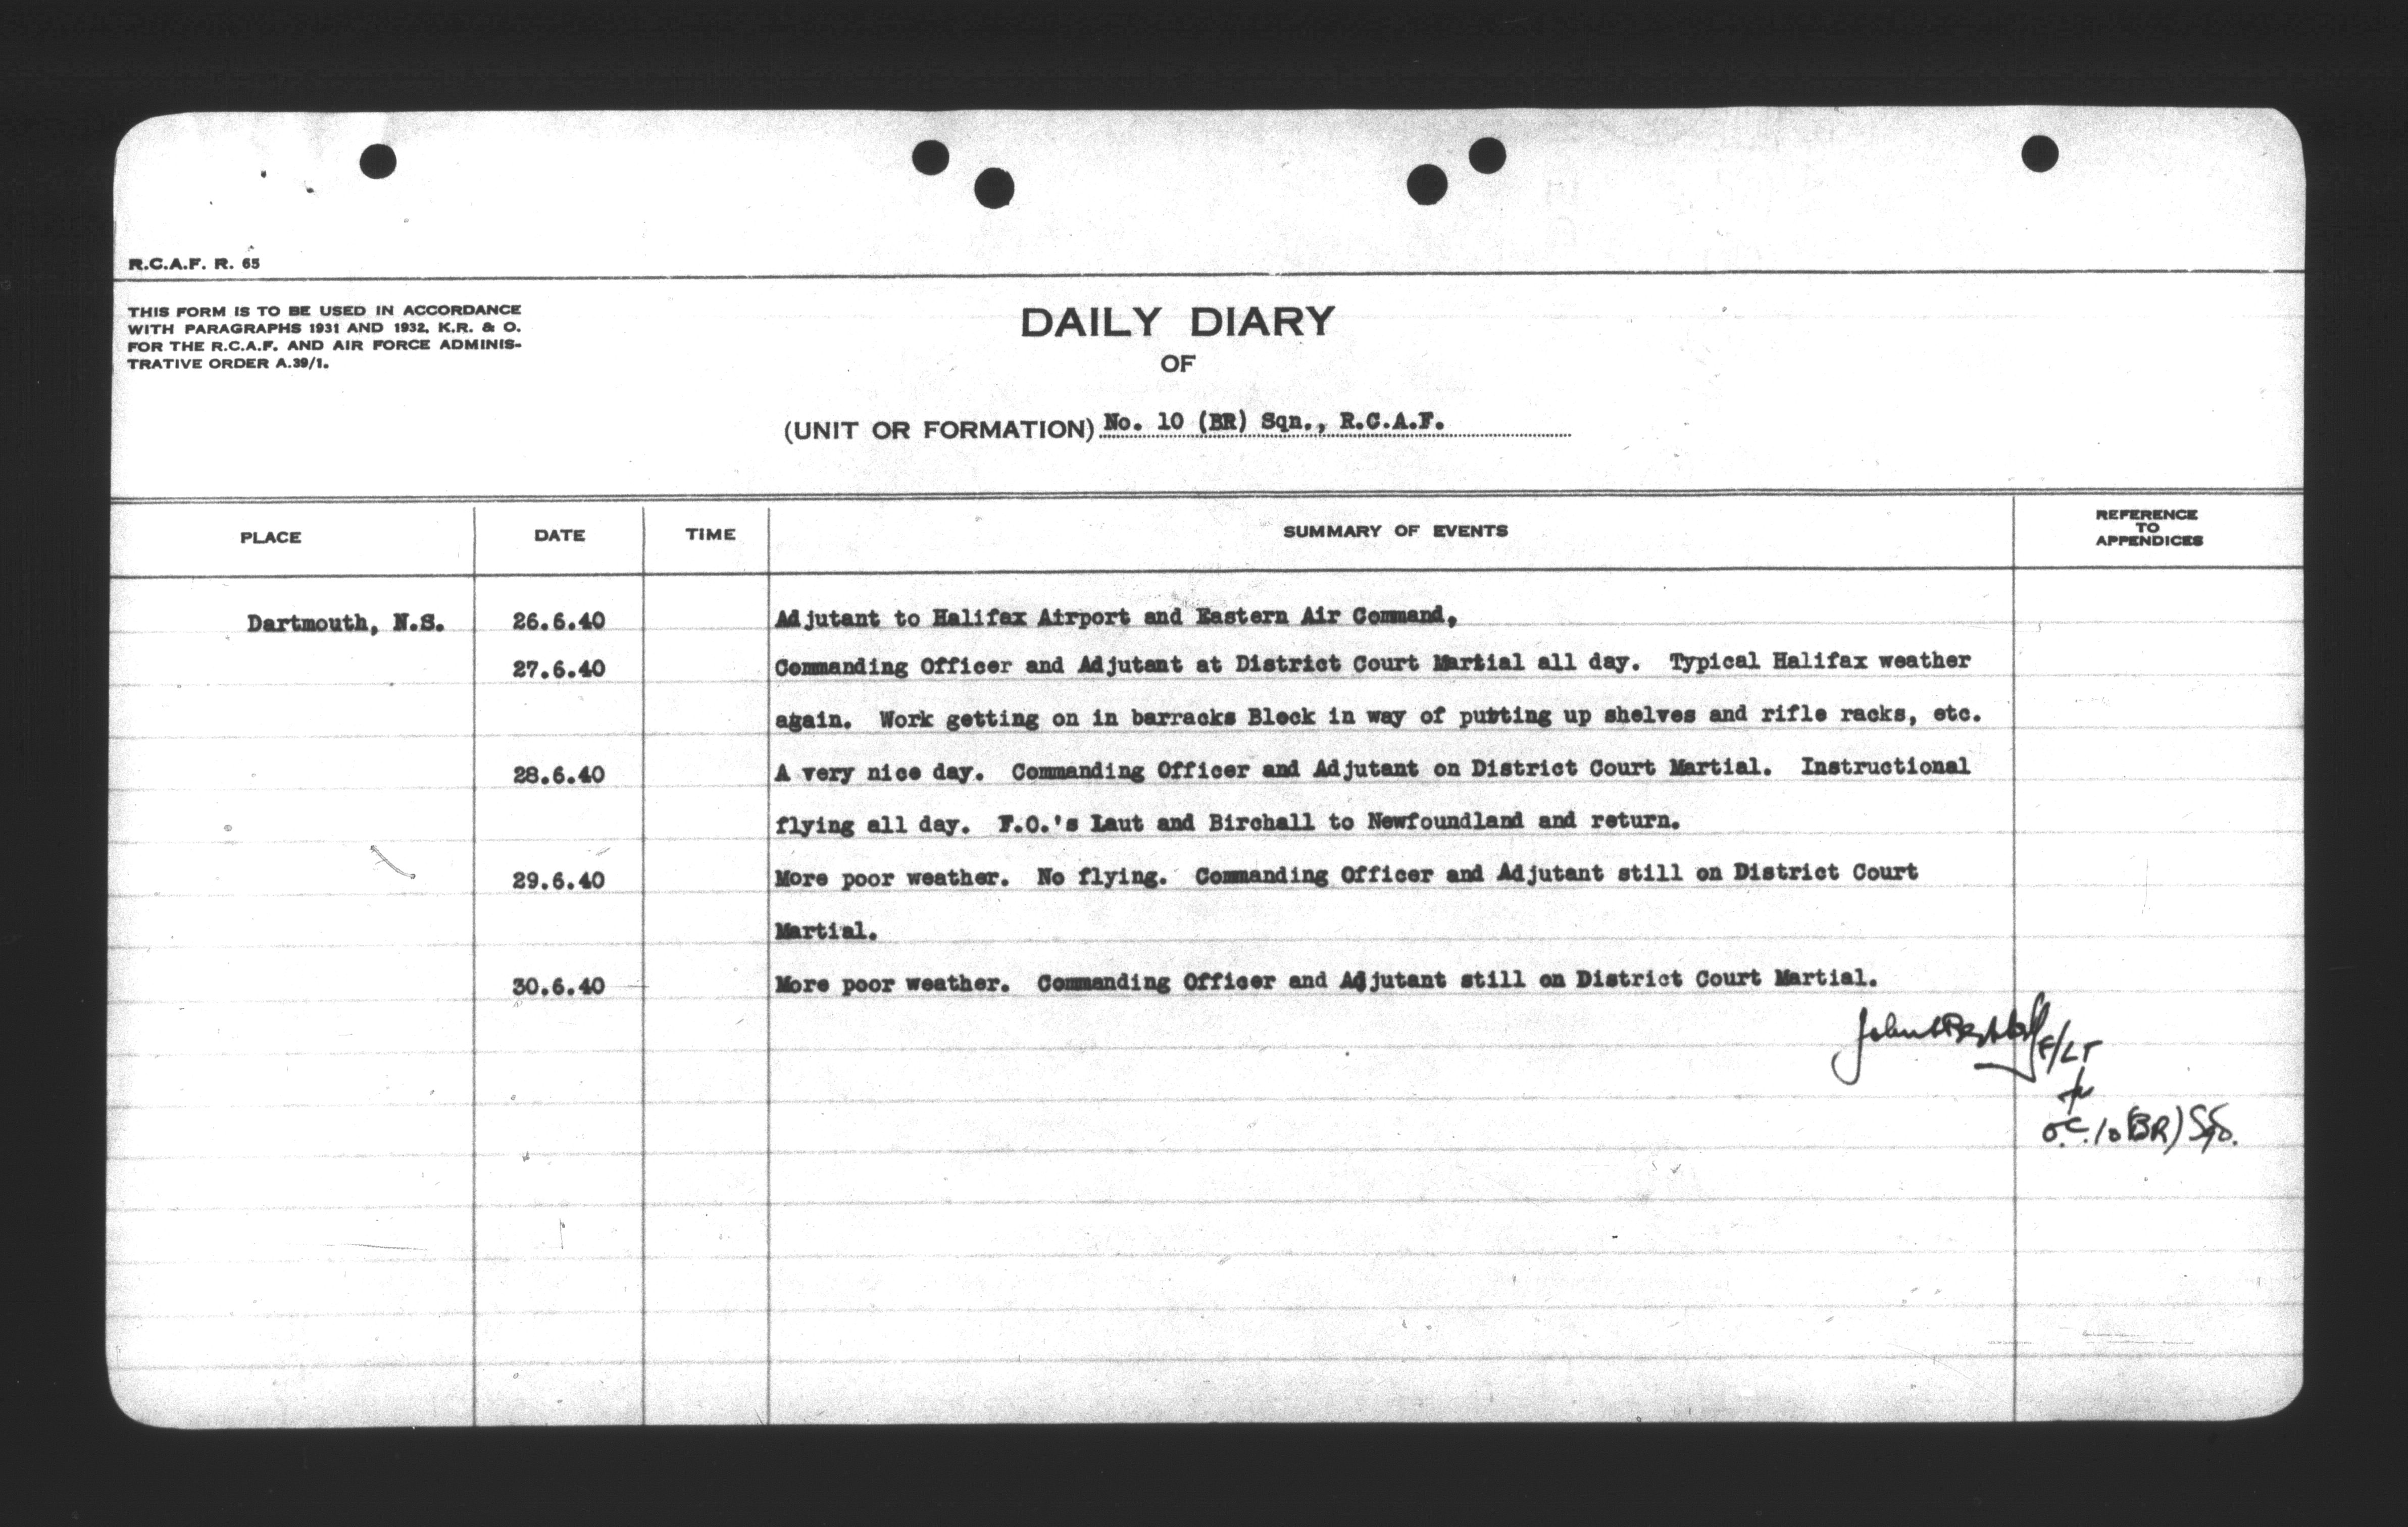 R.C.A.F. R. 65
THIS FORM IS TO BE USED IN ACCORDANCE
WITH PARAGRAPHS 1931 AND 1932, K.R. & O.
FOR THE R.C.A.F. AND AIR FORCE ADMINIS-
TRATIVE ORDER A.39/1.
DAILY DIARY
OF
(UNIT OR FORMATION) No. 10 (BR) Sqn., R.C.A.F.
PLACE DATE TIME SUMMARY OF EVENTS REFERENCE
TO
APPENDICES
Dartmouth, N.S. 26.6.40 Adjutant to Halifax Airport and Eastern Air Command,
27.6.40 Commanding Officer and Adjutant at District Court Martial all day. Typical Halifax weather
again. Work getting on in barracks Block in way of putting up shelves and rifle racks, etc.
28.6.40 A very nice day. Commanding Officer and Adjutant on District Court Martial. Instructional
flying all day. F.O.'s Laut and Birchall to Newfoundland and return.
29.6.40 More poor weather. No flying. Commanding Officer and Adjutant still on District Court
Martial.
30.6.40 More poor weather. Commanding Officer and Adjutant still on District Court Martial.
F/LT
O.C. 10 (BR) Sqn.